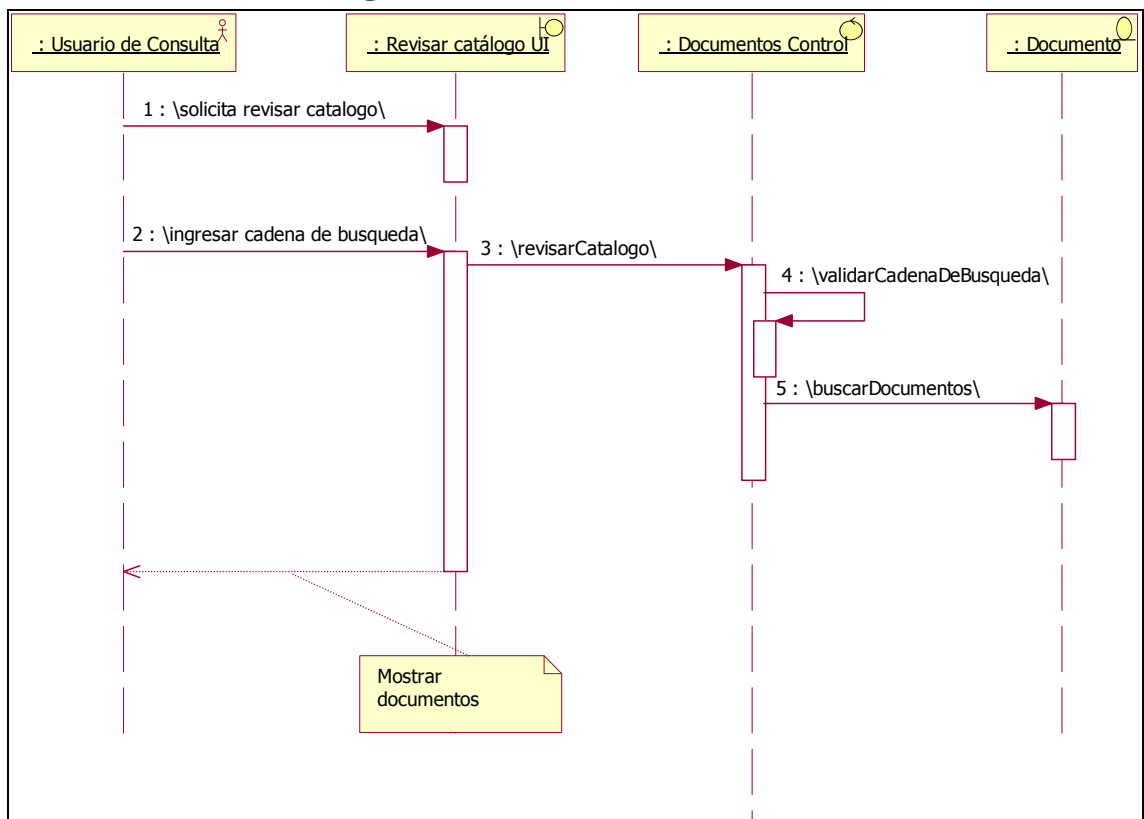 : Usuario de Consulta
: Revisar catálogo UI
: Documentos Control
: Documento
1 : \solicita revisar catalogo\
2 : \ingresar cadena de busqueda\
3 : \revisarCatalogo\
4 : \validarCadenaDeBusqueda\
5 : \buscarDocumentos\
Mostrar
documentos